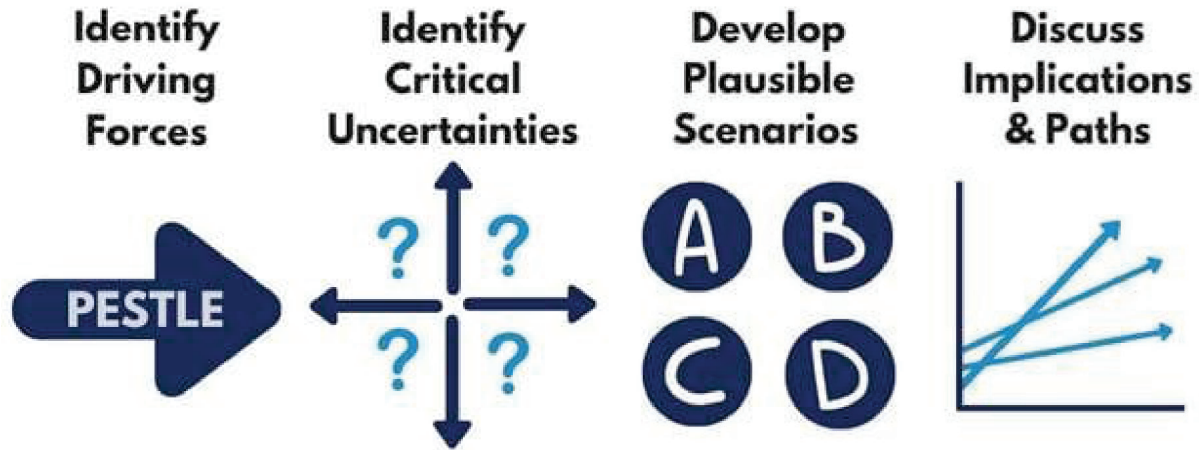 Identify
Driving
Forces
Identify
Critical
Uncertainties
Develop
Plausible
Scenarios
Discuss
Implications
& Paths
PESTLE
? ?
? ?
A B
C D